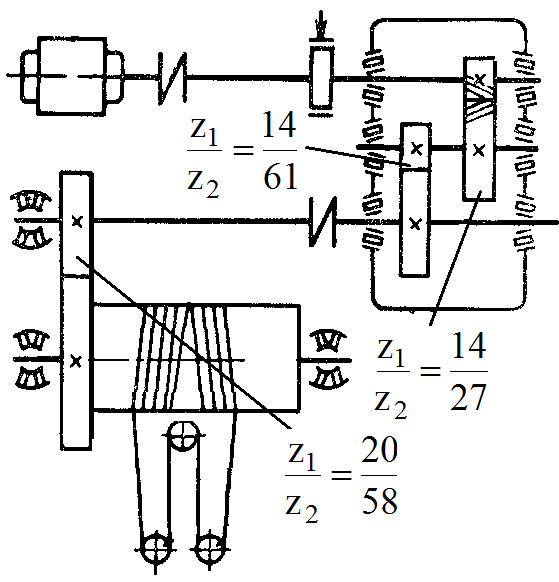 z₁/z₂ = 14/61
z₁/z₂ = 14/27
z₁/z₂ = 20/58